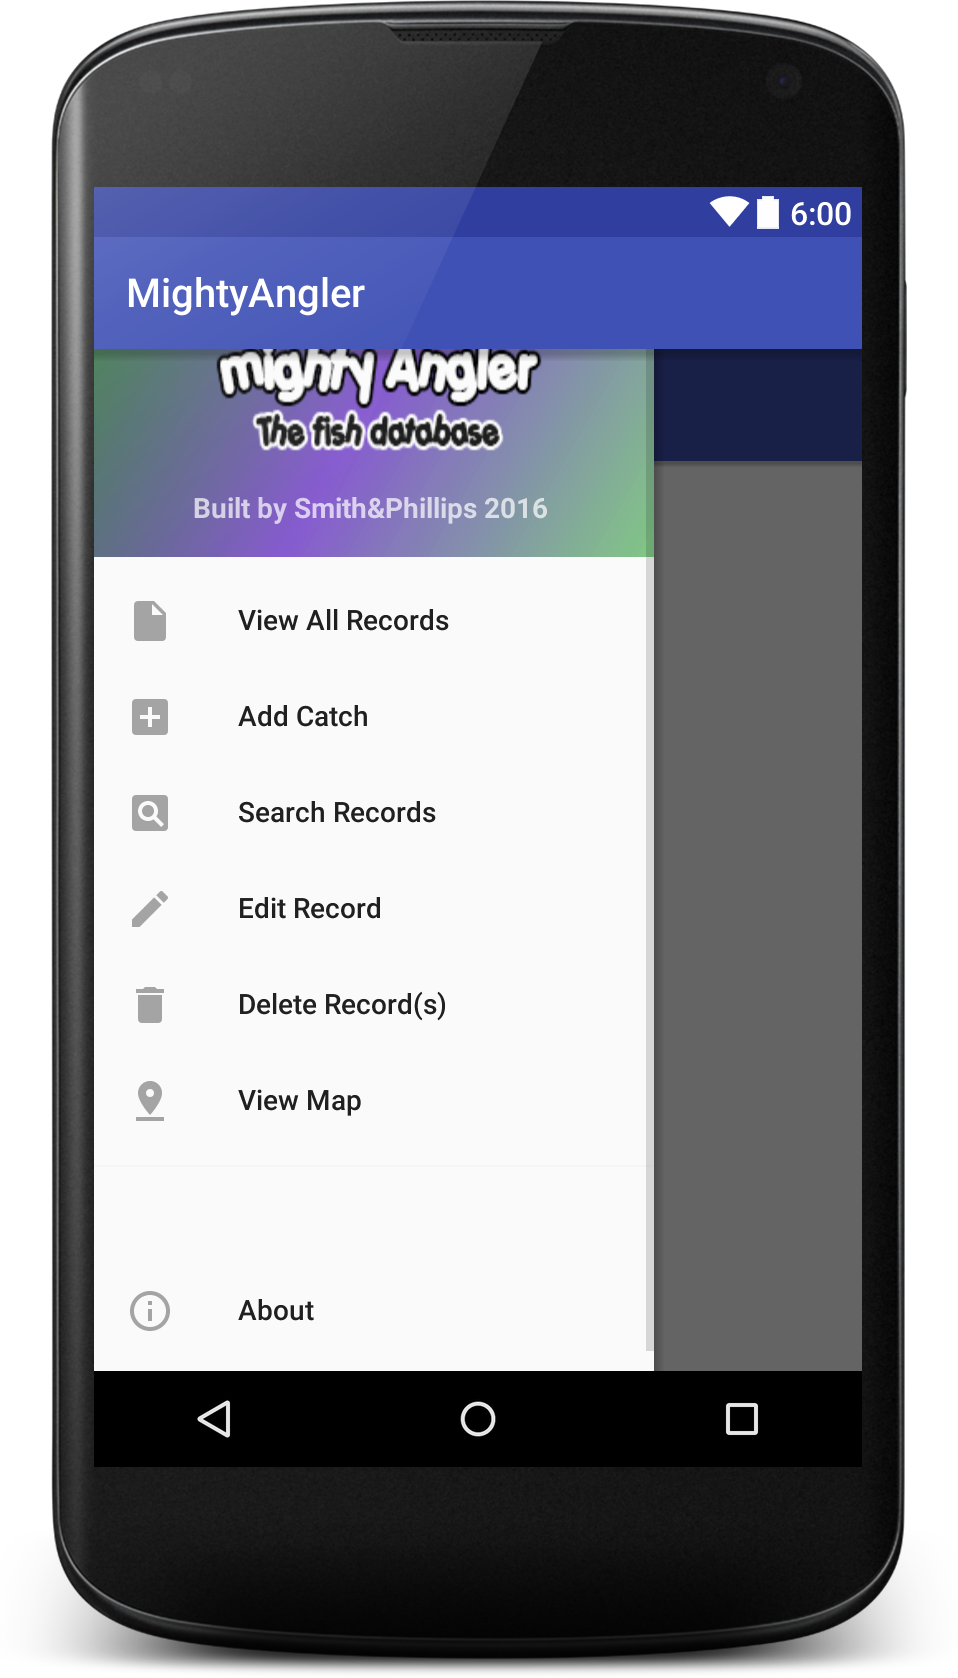 6:00
MightyAngler
mighty Angler
The fish database
Built by Smith&Phillips 2016
View All Records
Add Catch
Search Records
Edit Record
Delete Record(s)
View Map
About